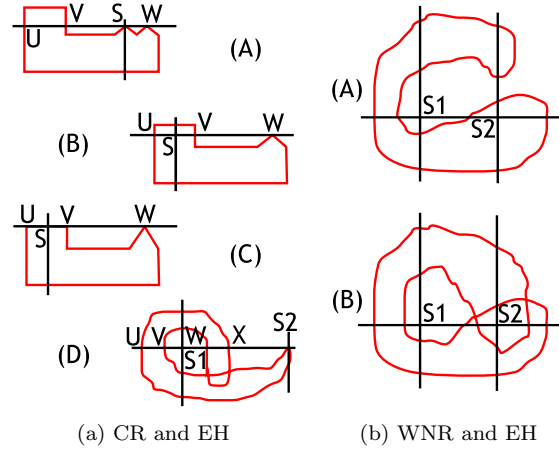 U V S W
(A)
U V W
S
(B)
U V W
S
(C)
U V W X S2
S1
(D)
(a) CR and EH
(A)
S1 S2
(B)
S1 S2
(b) WNR and EH